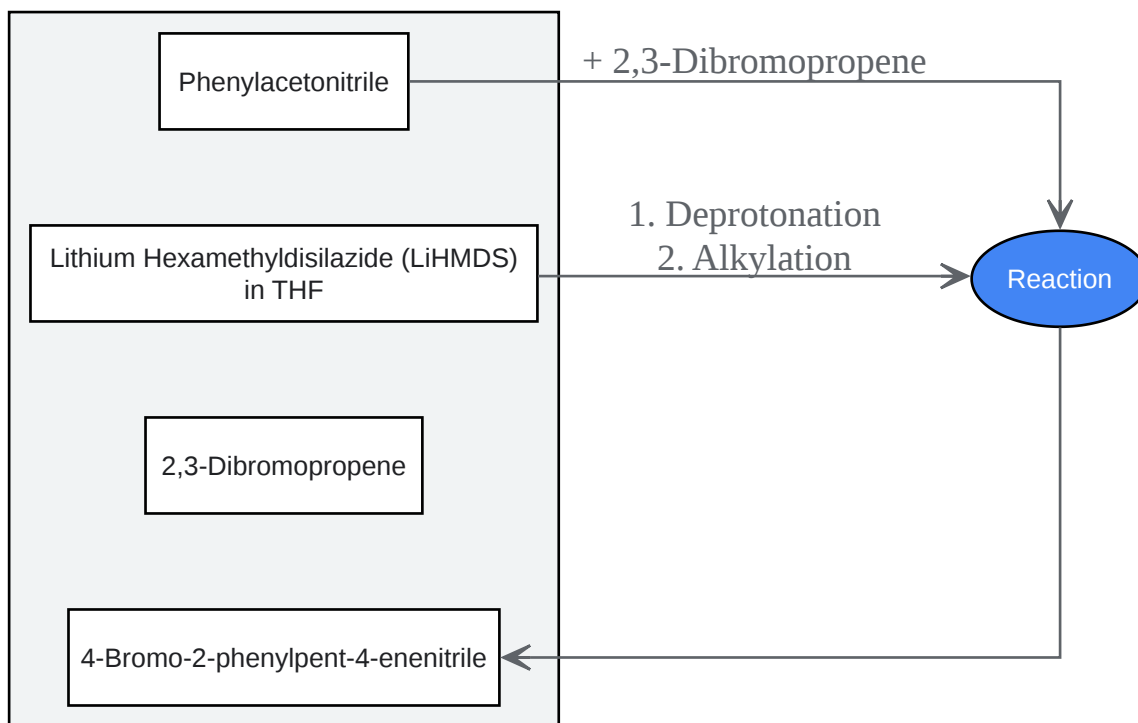 Phenylacetonitrile
+ 2,3-Dibromopropene
Lithium Hexamethyldisilazide (LiHMDS)
in THF
1. Deprotonation
2. Alkylation
Reaction
2,3-Dibromopropene
4-Bromo-2-phenylpent-4-enenitrile